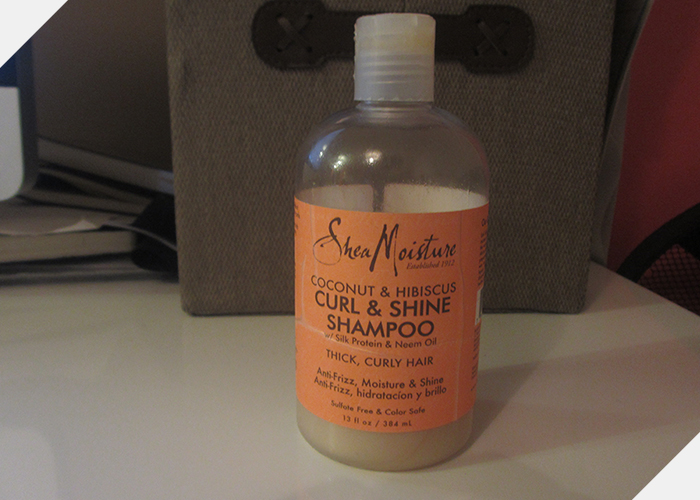 SheaMoisture
Established 1912
COCONUT & HIBISCUS
CURL & SHINE
SHAMPOO
w/ Silk Protein & Neem Oil
THICK, CURLY HAIR
Anti-Frizz, Moisture & Shine
Anti-Frizz, hidratacíon y brillo
Sulfate Free & Color Safe
13 fl oz / 384 mL